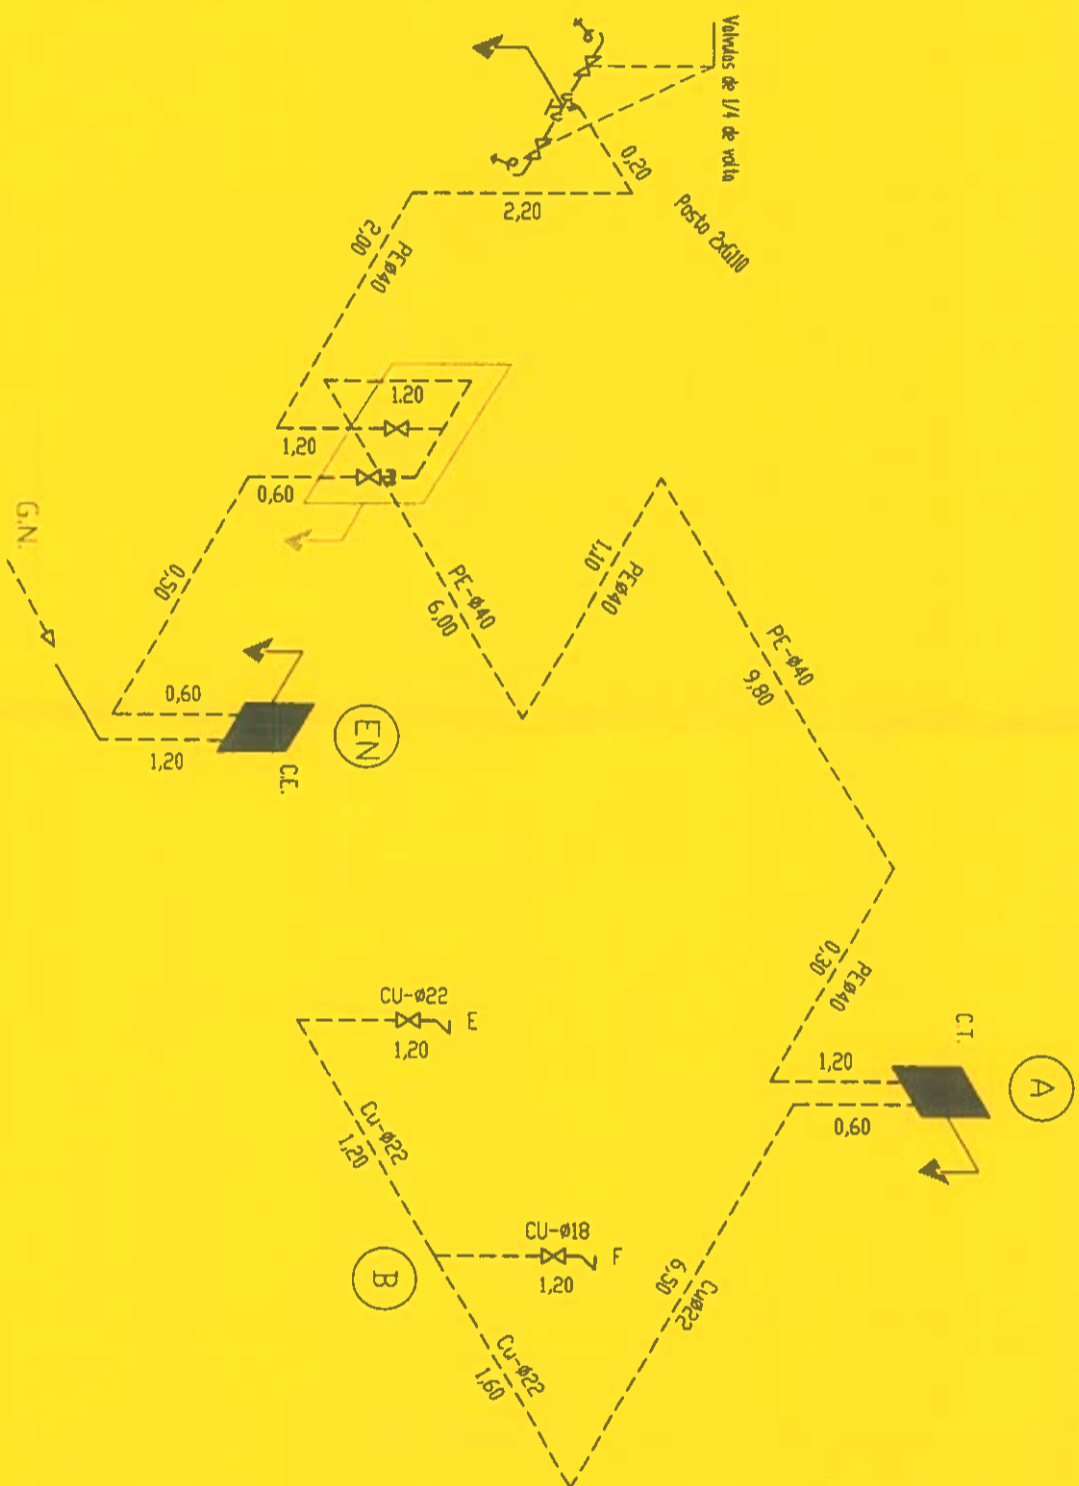 Valvulas de 1/4 de volta
0,20
Posto 2xG110
2,20
PEø40
2,00
1.20
1,20
0,60
G.N.
0,50
PE-ø40
6,00
PEø40
1,10
PE-ø40
9,80
0,60
1,20
EN
C.E.
PEø40
0,30
C.T.
A
1,20
0,60
CU-ø22
E
1,20
Cu-ø22
1,20
CU-ø18
F
1,20
B
Cuø22
6,50
Cu-ø22
1,60